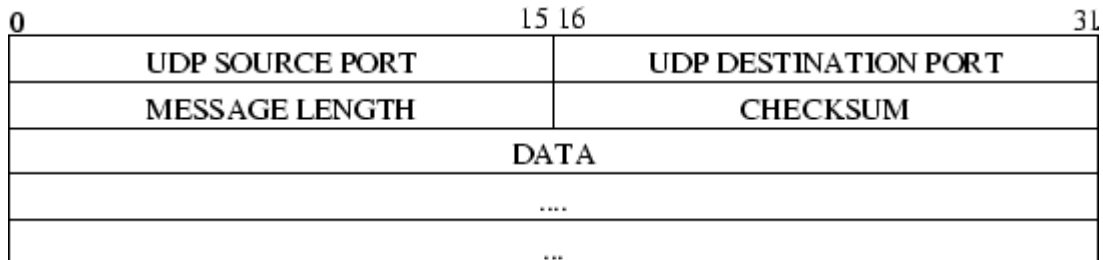 0 15 16 31
UDP SOURCE PORT UDP DESTINATION PORT
MESSAGE LENGTH CHECKSUM
DATA
....
...